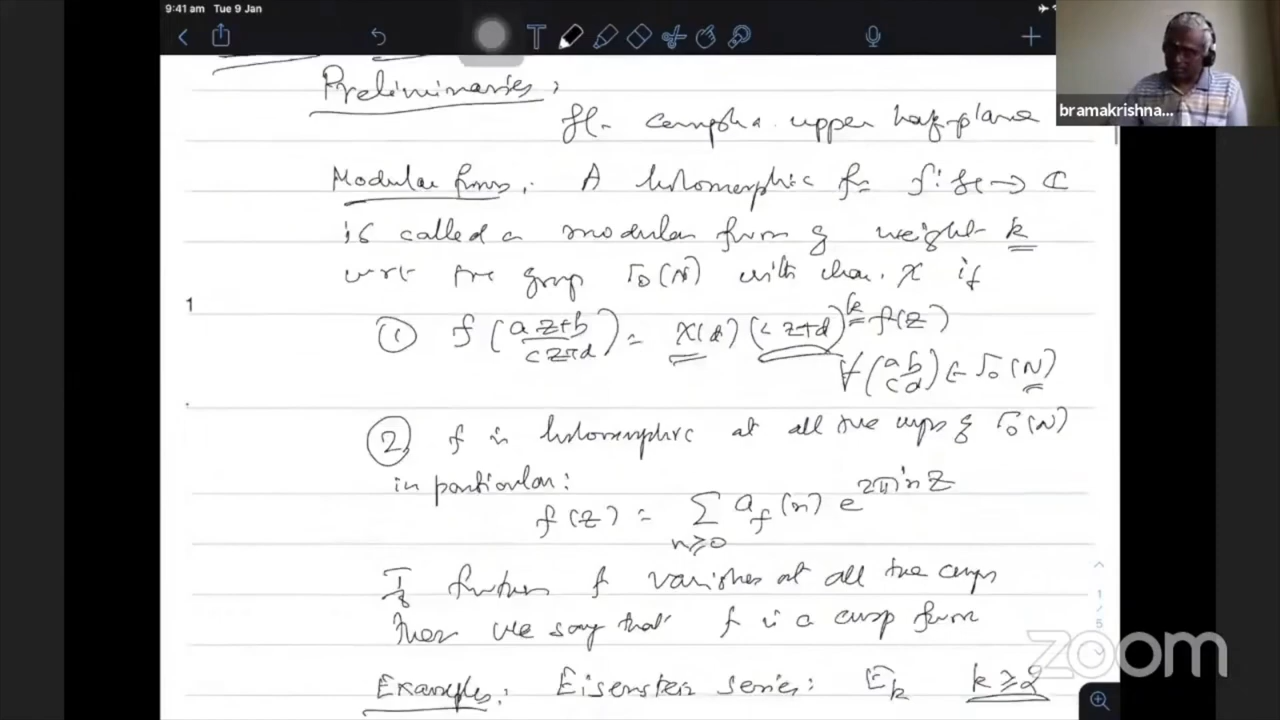 9:41 am Tue 9 Jan
bramakrishna...
Preliminaries:
ℋ- complex upper half-plane
Modular forms: A holomorphic fn f: ℋ → ℂ
is called a modular form of weight k
wrt the group Γ₀(N) with char. χ if
1
① f((az+b)/(cz+d)) = χ(d) (cz+d)^k f(z)
∀ (a b / c d) ∈ Γ₀(N)
② f is holomorphic at all the cusps of Γ₀(N)
in particular:
f(z) = Σ_{n≥0} a_f(n) e^{2πinz}
If further f vanishes at all the cusps
then we say that f is a cusp form
1/5
zoom
Examples: Eisenstein series: E_k k ≥ 2